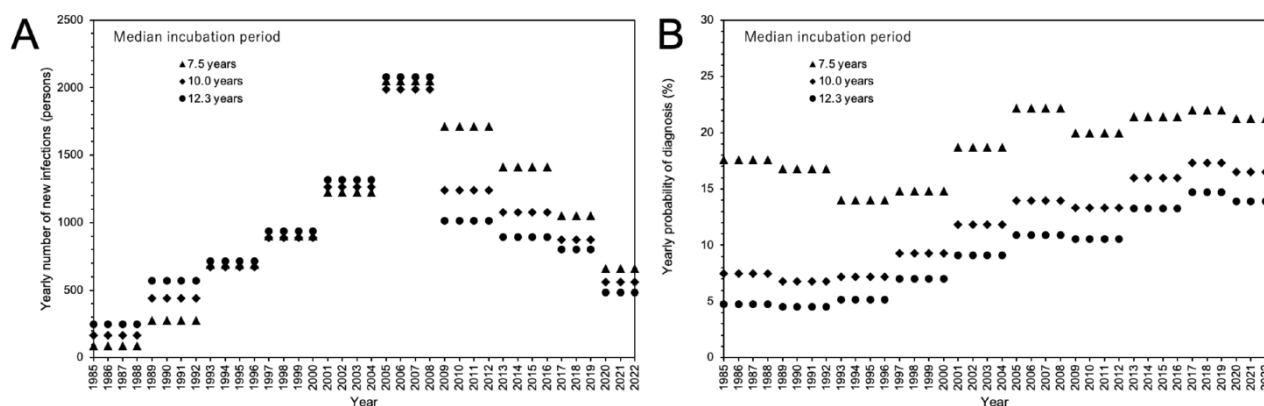 A
Median incubation period
▲ 7.5 years
◆ 10.0 years
● 12.3 years
Yearly number of new infections (persons)
2500
2000
1500
1000
500
0
1985 1986 1987 1988 1989 1990 1991 1992 1993 1994 1995 1996 1997 1998 1999 2000 2001 2002 2003 2004 2005 2006 2007 2008 2009 2010 2011 2012 2013 2014 2015 2016 2017 2018 2019 2020 2021 2022
Year
B
Median incubation period
▲ 7.5 years
◆ 10.0 years
● 12.3 years
Yearly probability of diagnosis (%)
30
25
20
15
10
5
0
1985 1986 1987 1988 1989 1990 1991 1992 1993 1994 1995 1996 1997 1998 1999 2000 2001 2002 2003 2004 2005 2006 2007 2008 2009 2010 2011 2012 2013 2014 2015 2016 2017 2018 2019 2020 2021 2022
Year